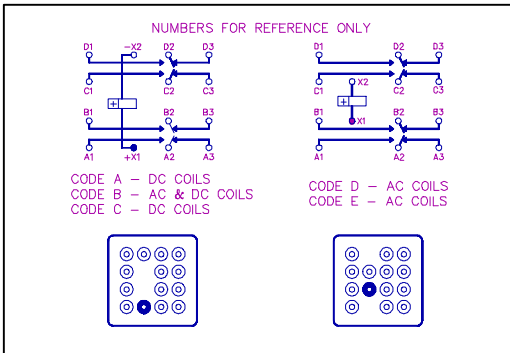 NUMBERS FOR REFERENCE ONLY
D1 -X2 D2 D3
C1 C2 C3
B1 B2 B3
A1 +X1 A2 A3
CODE A - DC COILS
CODE B - AC & DC COILS
CODE C - DC COILS
D1 D2 D3
C1 X2 C2 C3
+
B1 X1 B2 B3
A1 A2 A3
CODE D - AC COILS
CODE E - AC COILS